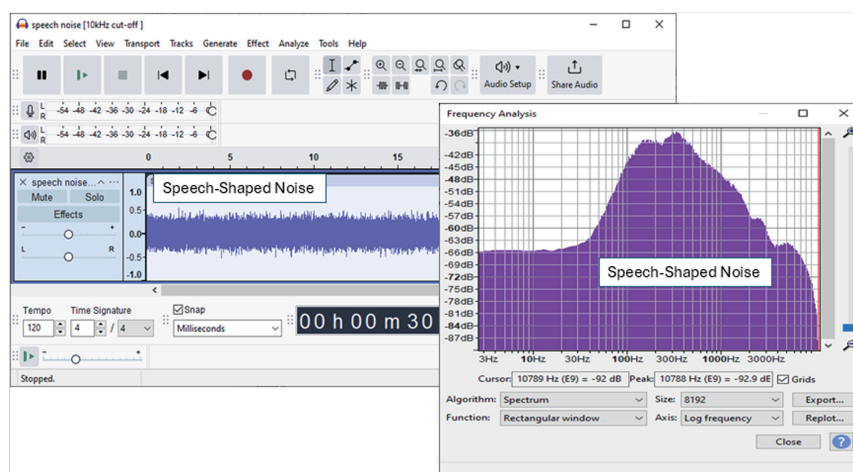 speech noise [10kHz cut-off ]
File Edit Select View Transport Tracks Generate Effect Analyze Tools Help
Audio Setup Share Audio
L R -54 -48 -42 -36 -30 -24 -18 -12 -6 0
L R -54 -48 -42 -36 -30 -24 -18 -12 -6 0
0 5 10 15
speech noise... ...
Mute Solo
Effects
- +
L R
1.0
0.5
0.0
-0.5
-1.0
Speech-Shaped Noise
Tempo Time Signature Snap
120 4 / 4 Milliseconds 00 h 00 m 30
- +
Stopped.
Frequency Analysis
-36dB
-42dB
-45dB
-48dB
-51dB
-54dB
-57dB
-60dB
-63dB
-66dB
-69dB
-72dB
-75dB
-78dB
-81dB
-84dB
-87dB
Speech-Shaped Noise
3Hz 10Hz 30Hz 100Hz 300Hz 1000Hz 3000Hz
Cursor: 10789 Hz (E9) = -92 dB Peak: 10788 Hz (E9) = -92.9 dE Grids
Algorithm: Spectrum Size: 8192 Export...
Function: Rectangular window Axis: Log frequency Replot...
Close ?